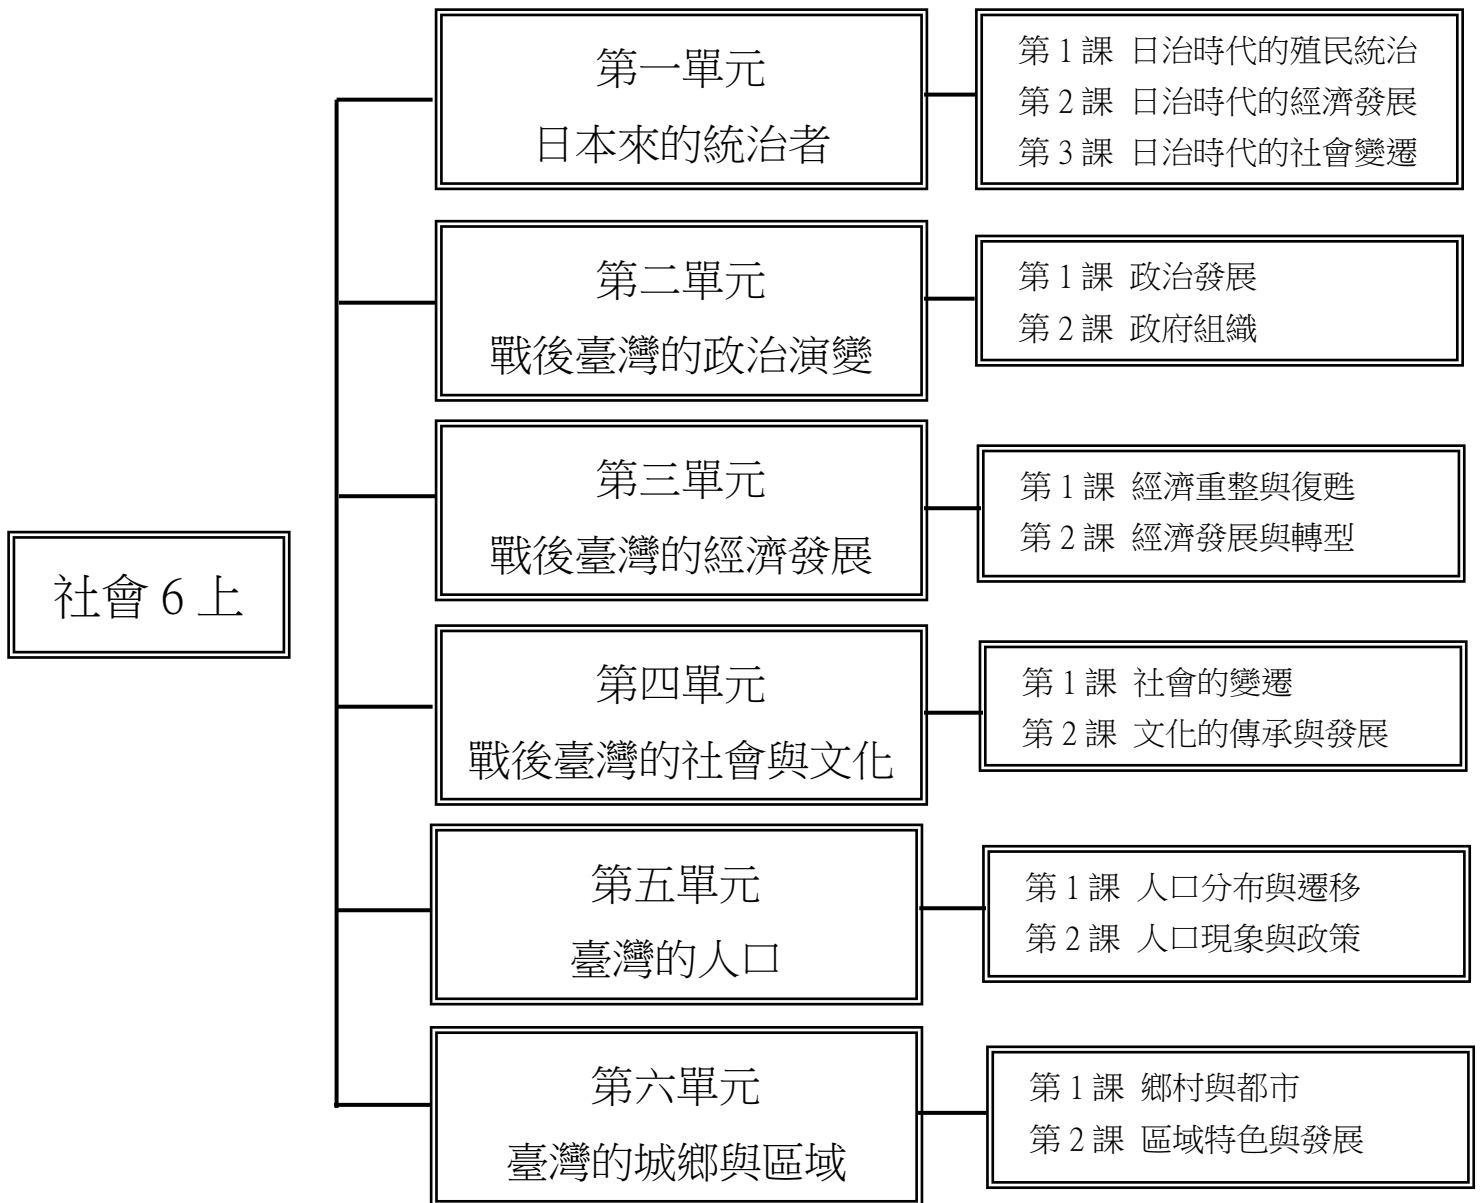 社會 6 上
第一單元
日本來的統治者
第 1 課 日治時代的殖民統治
第 2 課 日治時代的經濟發展
第 3 課 日治時代的社會變遷
第二單元
戰後臺灣的政治演變
第 1 課 政治發展
第 2 課 政府組織
第三單元
戰後臺灣的經濟發展
第 1 課 經濟重整與復甦
第 2 課 經濟發展與轉型
第四單元
戰後臺灣的社會與文化
第 1 課 社會的變遷
第 2 課 文化的傳承與發展
第五單元
臺灣的人口
第 1 課 人口分布與遷移
第 2 課 人口現象與政策
第六單元
臺灣的城鄉與區域
第 1 課 鄉村與都市
第 2 課 區域特色與發展